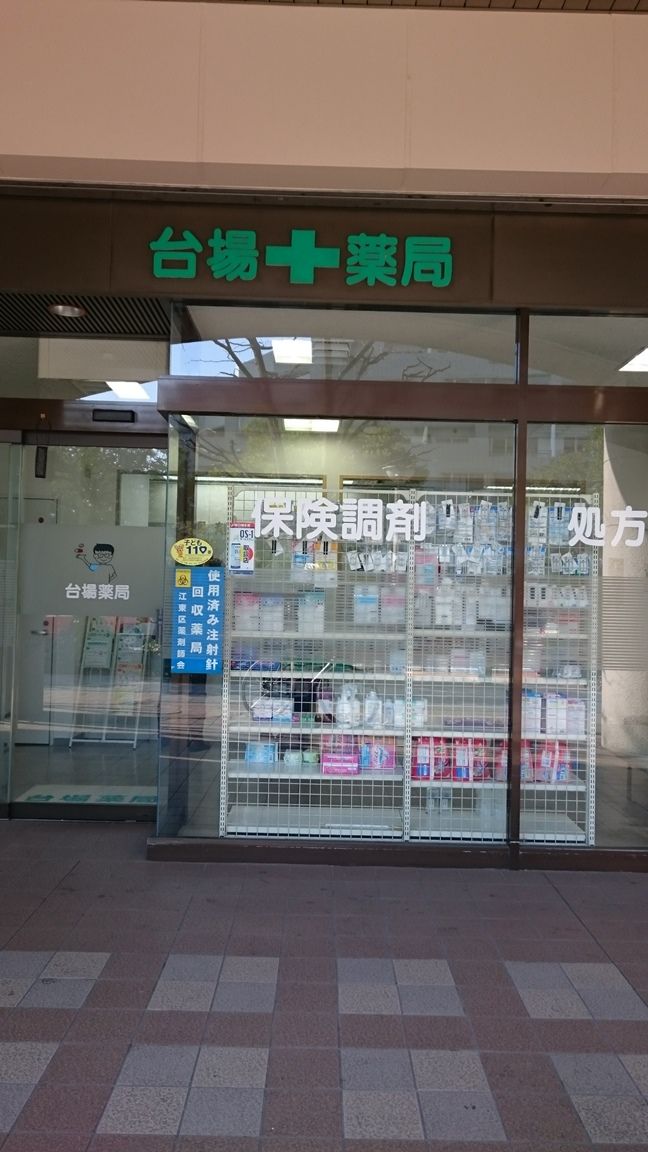 台場 薬局
保険調剤
処方
OS-1
子ども110番
台場薬局
使用済み注射針
回収薬局
江東区薬剤師会
台場薬局